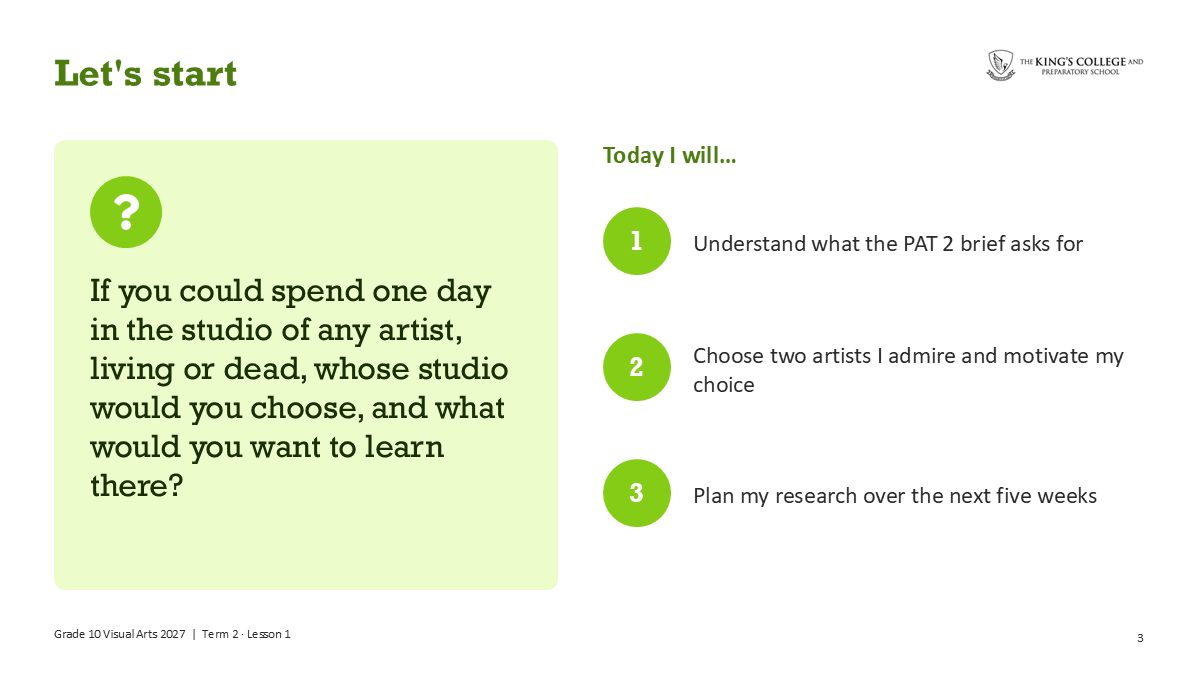 Let's start
THE KING'S COLLEGE AND
PREPARATORY SCHOOL
?
If you could spend one day
in the studio of any artist,
living or dead, whose studio
would you choose, and what
would you want to learn
there?
Today I will...
1
Understand what the PAT 2 brief asks for
2
Choose two artists I admire and motivate my
choice
3
Plan my research over the next five weeks
Grade 10 Visual Arts 2027 | Term 2 · Lesson 1
3